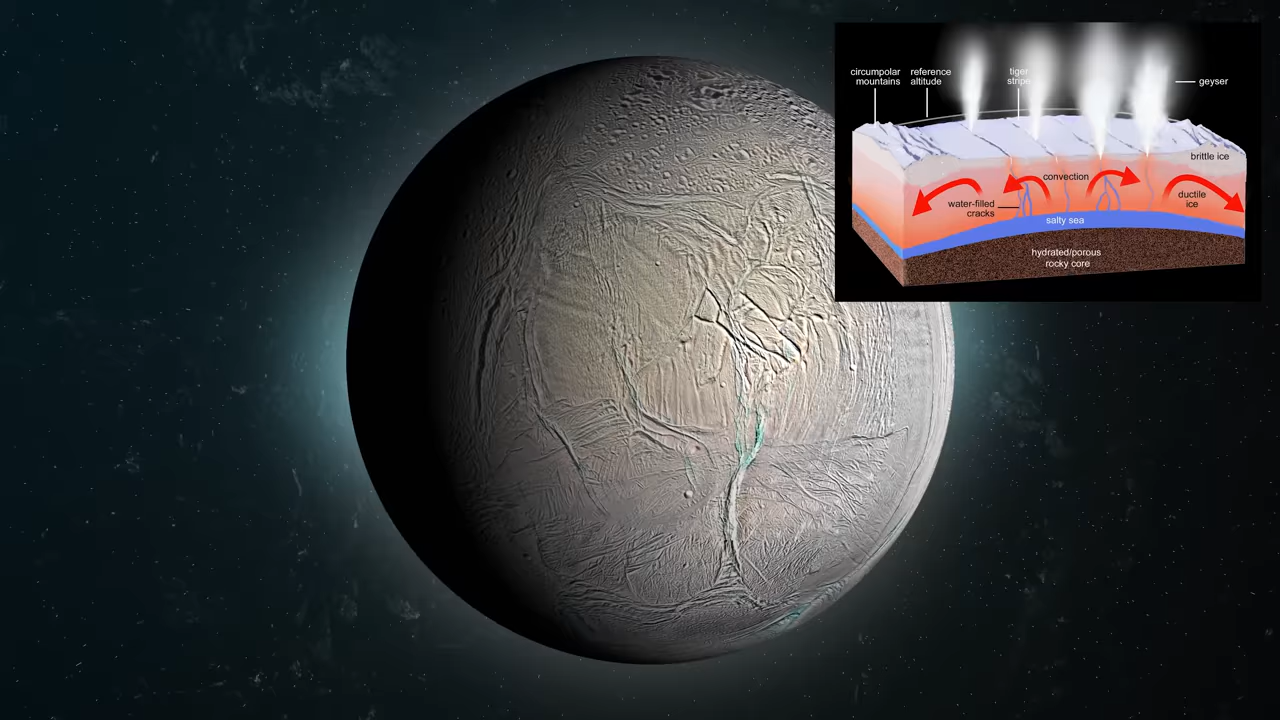 circumpolar
mountains
reference
altitude
tiger
stripe
geyser
brittle ice
convection
ductile
ice
water-filled
cracks
salty sea
hydrated/porous
rocky core